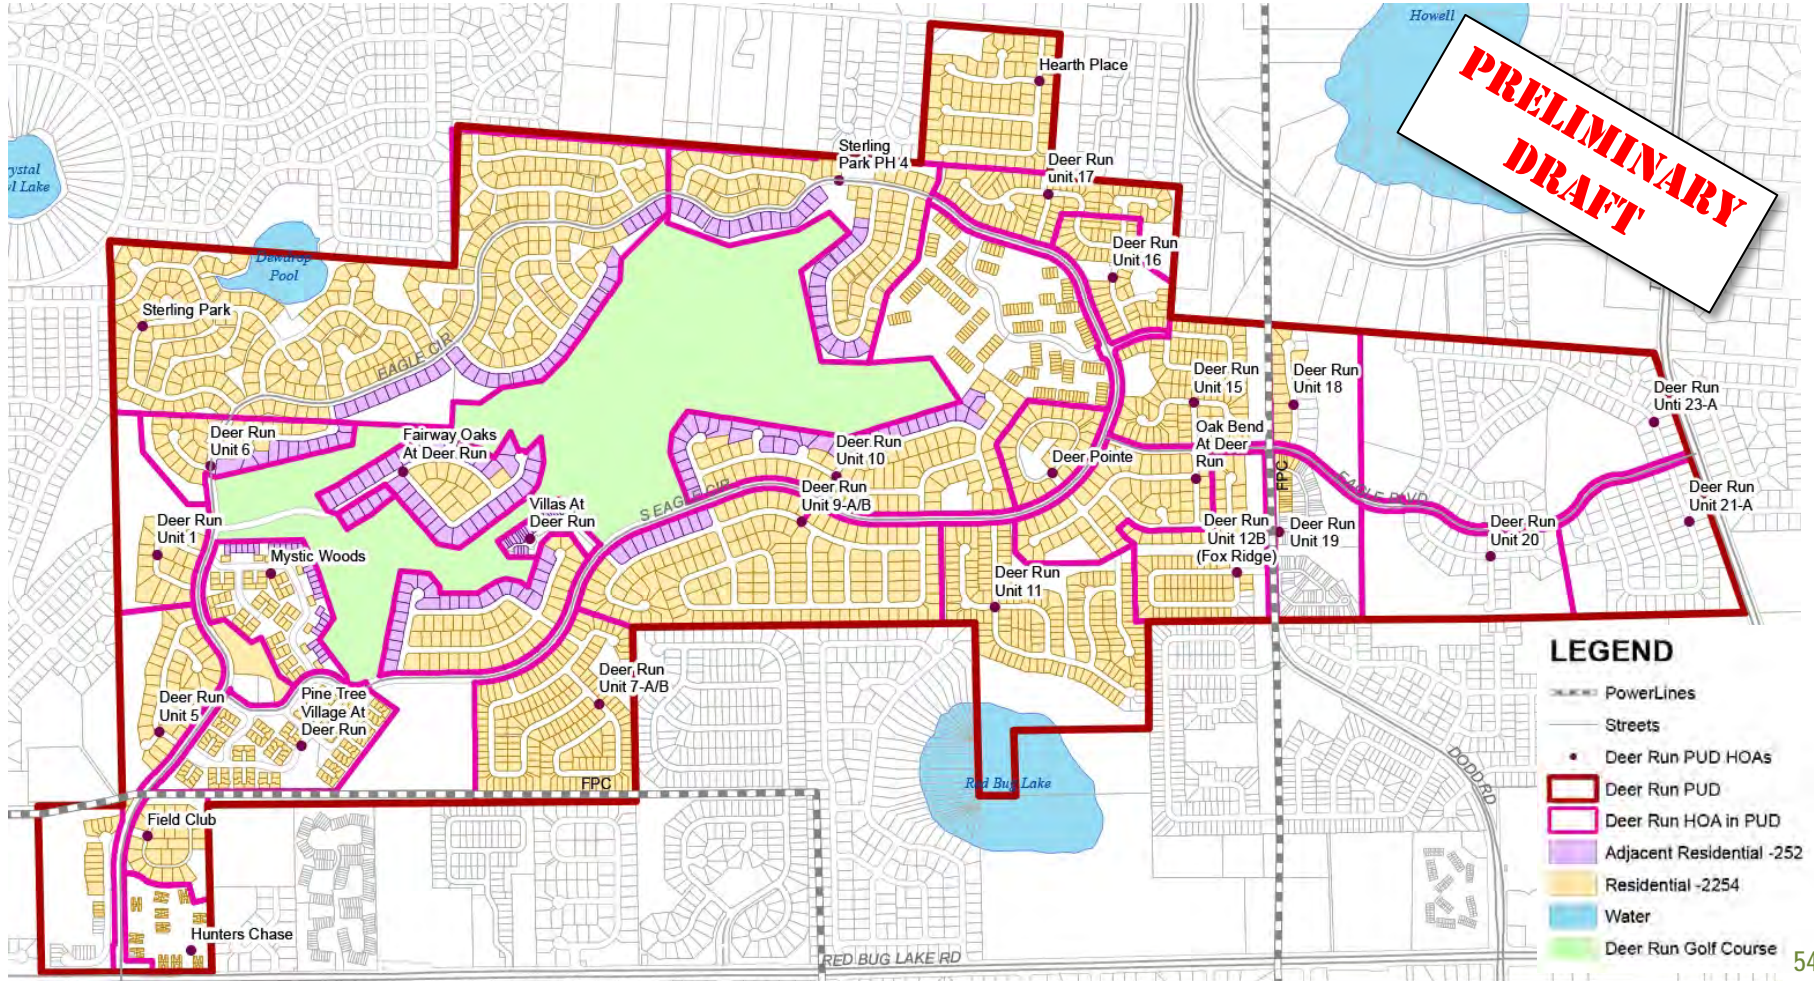 Howell
PRELIMINARY
DRAFT
Hearth Place
Sterling
Park PH 4
Deer Run
unit 17
rystal
wl Lake
Dewdrop
Pool
Deer Run
Unit 16
Sterling Park
EAGLE CIR
Deer Run
Unit 15
Deer Run
Unit 18
Deer Run
Unti 23-A
Deer Run
Unit 6
Fairway Oaks
At Deer Run
Deer Run
Unit 10
Oak Bend
At Deer
Run
Deer Pointe
FPC
EAGLE BLVD
Deer Run
Unit 9-A/B
S EAGLE CIR
Villas At
Deer Run
Deer Run
Unit 21-A
Deer Run
Unit 1
Mystic Woods
Deer Run
Unit 12B
(Fox Ridge)
Deer Run
Unit 19
Deer Run
Unit 20
Deer Run
Unit 11
Deer Run
Unit 7-A/B
Deer Run
Unit 5
Pine Tree
Village At
Deer Run
FPC
Red Bug Lake
DODD RD
Field Club
Hunters Chase
RED BUG LAKE RD
LEGEND
PowerLines
Streets
Deer Run PUD HOAs
Deer Run PUD
Deer Run HOA in PUD
Adjacent Residential -252
Residential -2254
Water
Deer Run Golf Course
54